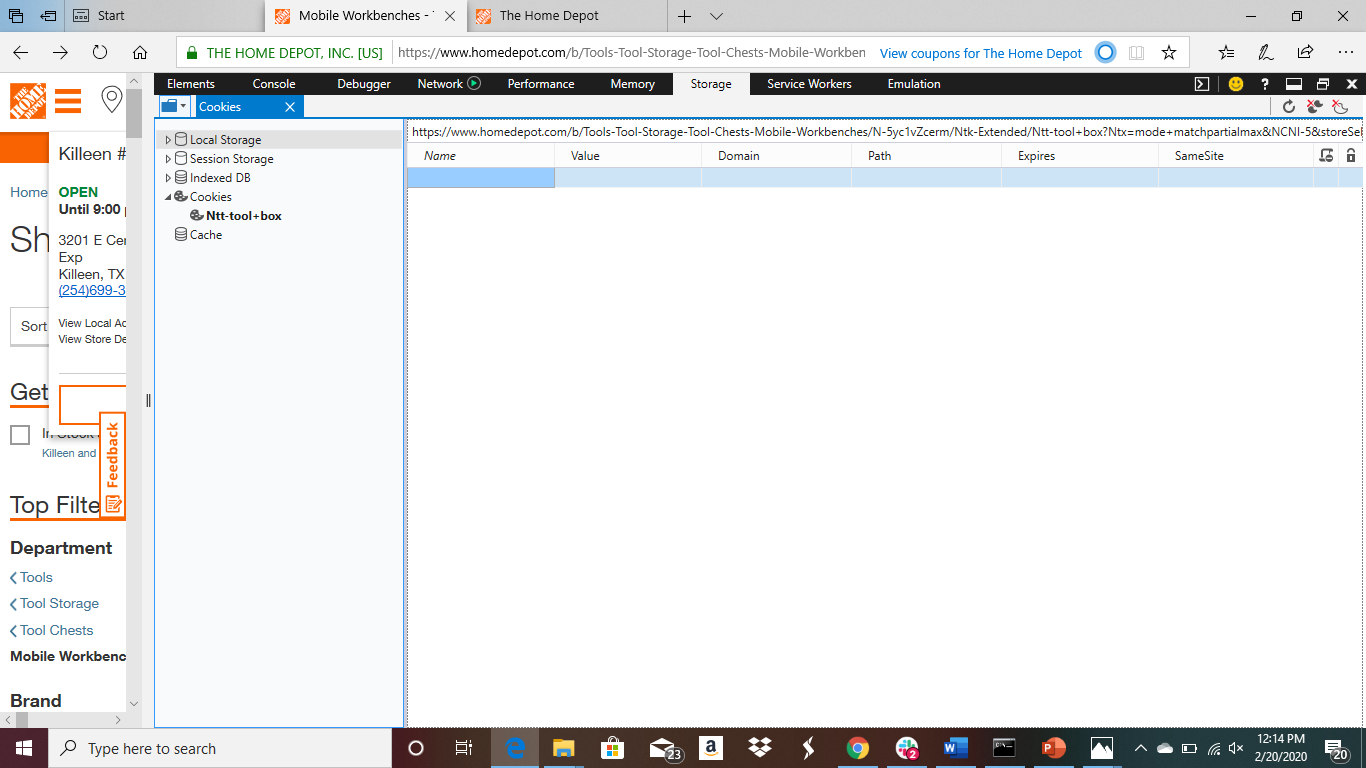 Start
Mobile Workbenches - T
The Home Depot
THE HOME DEPOT, INC. [US]
https://www.homedepot.com/b/Tools-Tool-Storage-Tool-Chests-Mobile-Workben
View coupons for The Home Depot
THE HOME DEPOT
Elements
Console
Debugger
Network
Performance
Memory
Storage
Service Workers
Emulation
Cookies
Local Storage
Session Storage
Indexed DB
Cookies
Ntt-tool+box
Cache
https://www.homedepot.com/b/Tools-Tool-Storage-Tool-Chests-Mobile-Workbenches/N-5yc1vZcerm/Ntk-Extended/Ntt-tool+box?Ntx=mode+matchpartialmax&NCNI-5&storeSel
Name Value Domain Path Expires SameSite
Killeen #
Home
OPEN
Until 9:00 p
Sh
3201 E Cen
Exp
Killeen, TX
(254)699-3
Sort
View Local Ad
View Store De
Get
In Stock
Killeen and
Feedback
Top Filte
Department
Tools
Tool Storage
Tool Chests
Mobile Workbenc
Brand
Type here to search
23
2
12:14 PM
2/20/2020
20